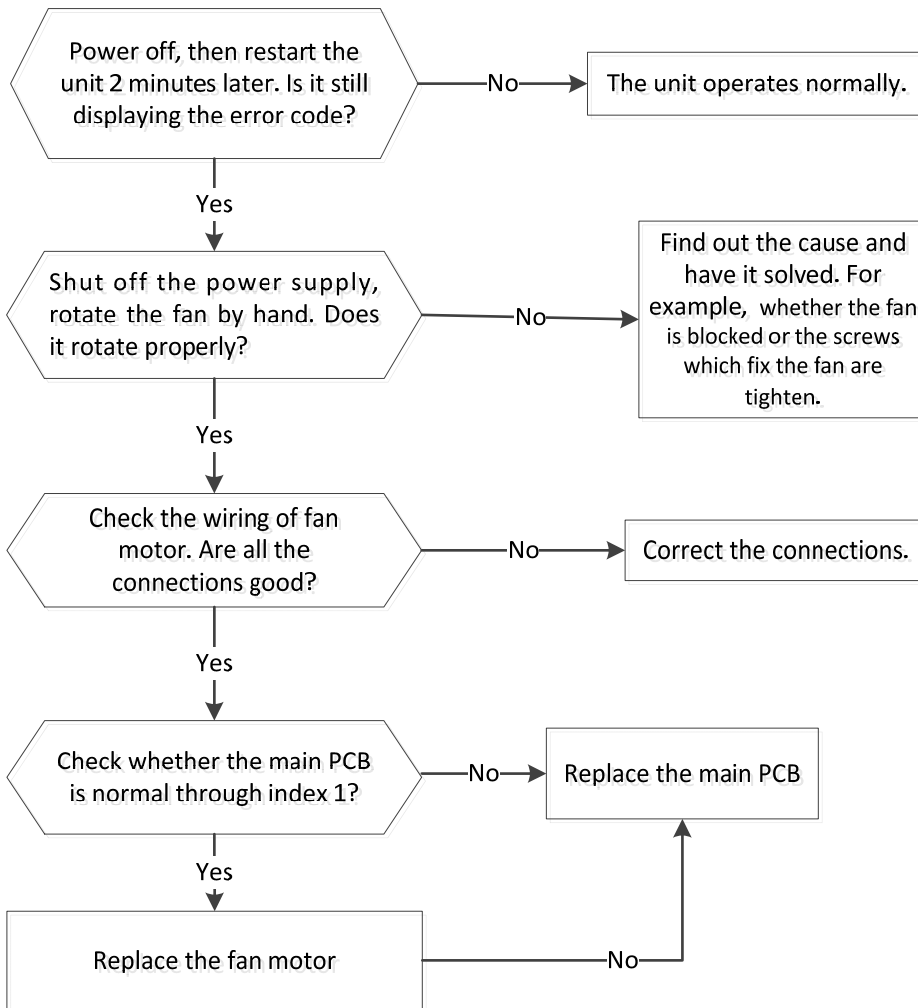 Power off, then restart the
unit 2 minutes later. Is it still
displaying the error code?
No
The unit operates normally.
Yes
Shut off the power supply,
rotate the fan by hand. Does
it rotate properly?
No
Find out the cause and
have it solved. For
example, whether the fan
is blocked or the screws
which fix the fan are
tighten.
Yes
Check the wiring of fan
motor. Are all the
connections good?
No
Correct the connections.
Yes
Check whether the main PCB
is normal through index 1?
No
Replace the main PCB
Yes
Replace the fan motor
No